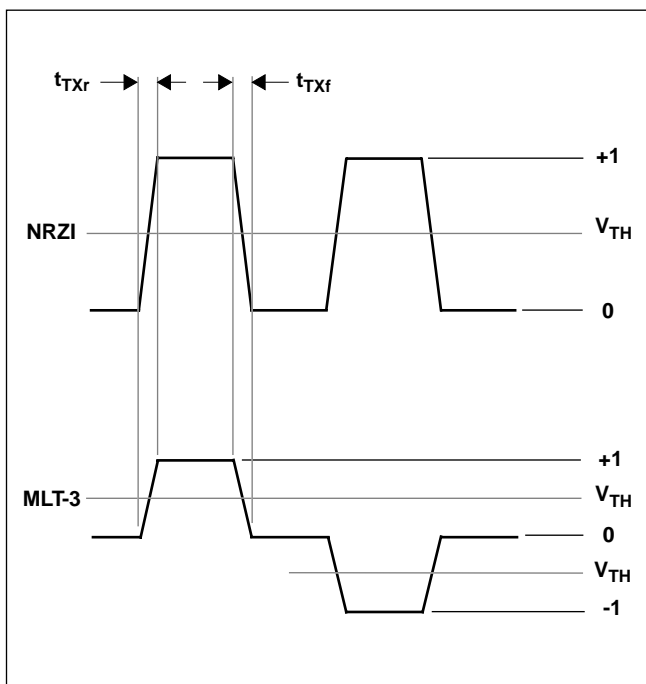 tTXr
tTXf
+1
NRZI
VTH
0
+1
MLT-3
VTH
0
VTH
-1